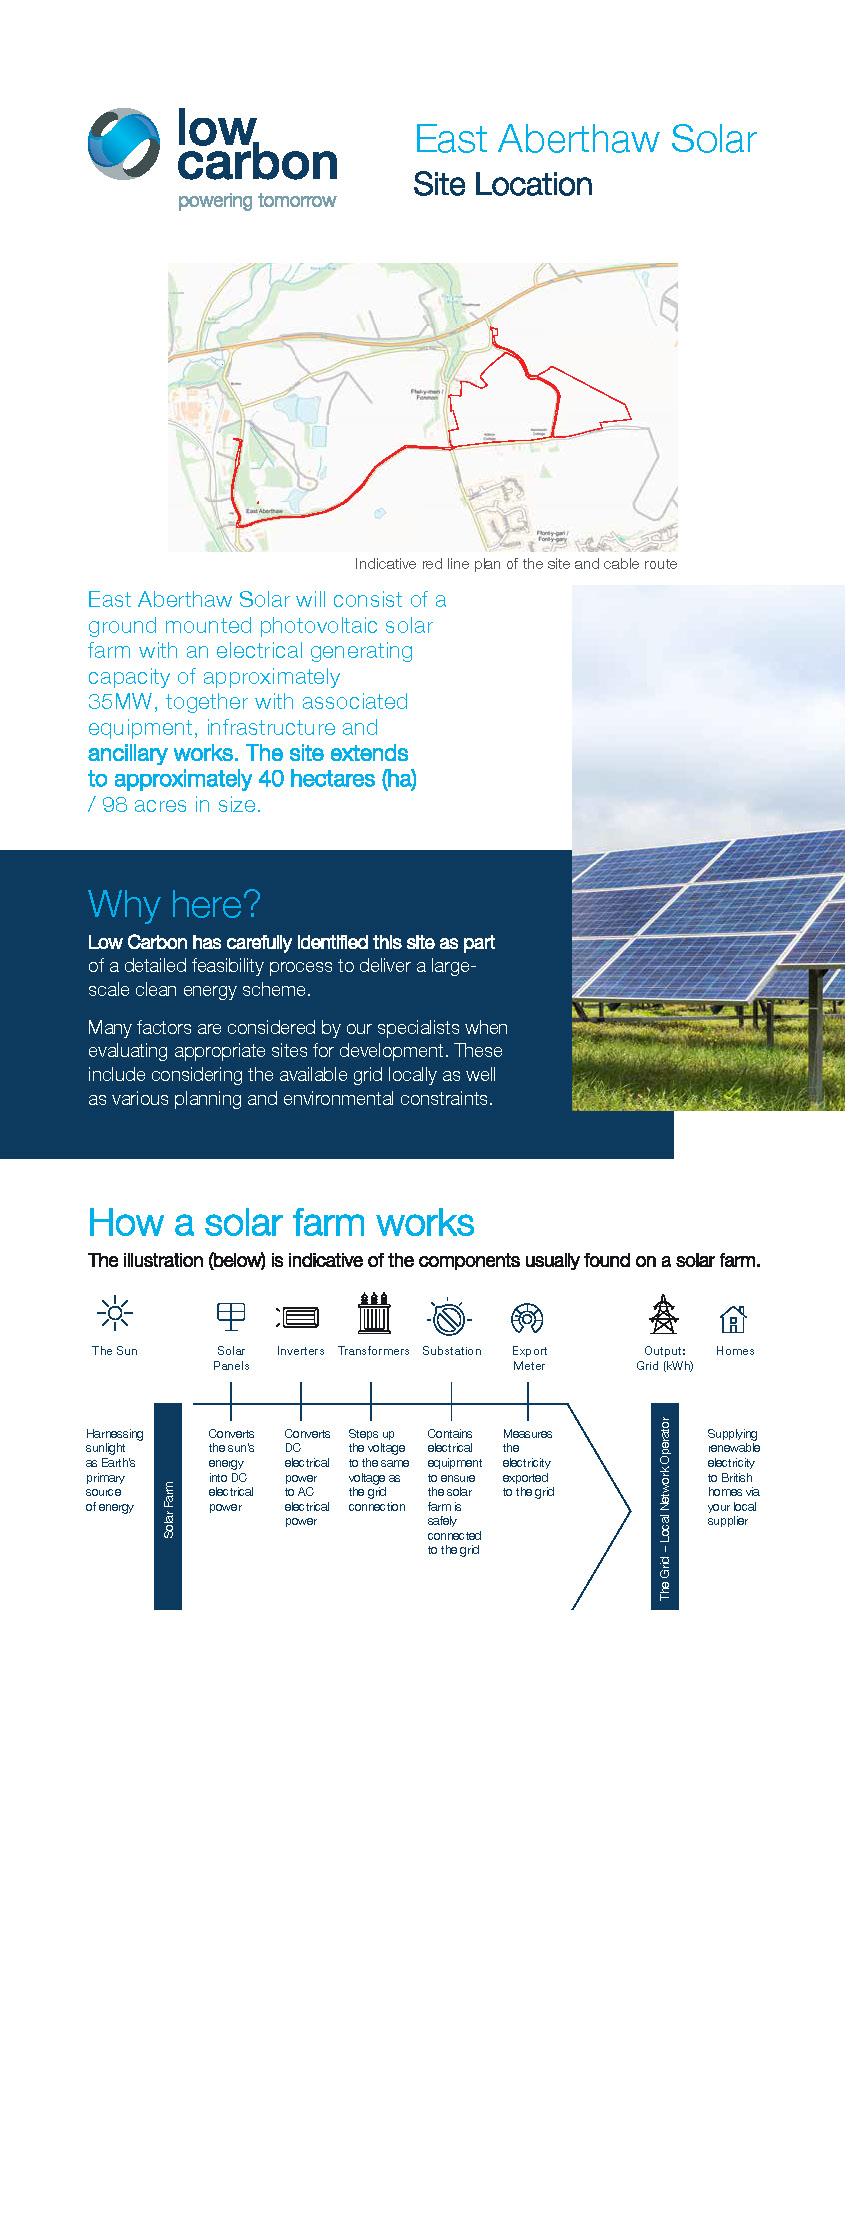 low
carbon
powering tomorrow
East Aberthaw Solar
Site Location
Ffwl-y-mwn /
Fonmon
East Aberthaw
Ffont-y-gari /
Font-y-gary
Indicative red line plan of the site and cable route
East Aberthaw Solar will consist of a
ground mounted photovoltaic solar
farm with an electrical generating
capacity of approximately
35MW, together with associated
equipment, infrastructure and
ancillary works. The site extends
to approximately 40 hectares (ha)
/ 98 acres in size.
Why here?
Low Carbon has carefully identified this site as part
of a detailed feasibility process to deliver a large-
scale clean energy scheme.
Many factors are considered by our specialists when
evaluating appropriate sites for development. These
include considering the available grid locally as well
as various planning and environmental constraints.
How a solar farm works
The illustration (below) is indicative of the components usually found on a solar farm.
The Sun
Solar
Panels
Inverters
Transformers
Substation
Export
Meter
Output:
Grid (kWh)
Homes
Harnessing
sunlight
as Earth's
primary
source
of energy
Solar Farm
Converts
the sun's
energy
into DC
electrical
power
Converts
DC
electrical
power
to AC
electrical
power
Steps up
the voltage
to the same
voltage as
the grid
connection
Contains
electrical
equipment
to ensure
the solar
farm is
safely
connected
to the grid
Measures
the
electricity
exported
to the grid
The Grid – Local Network Operator
Supplying
renewable
electricity
to British
homes via
your local
supplier